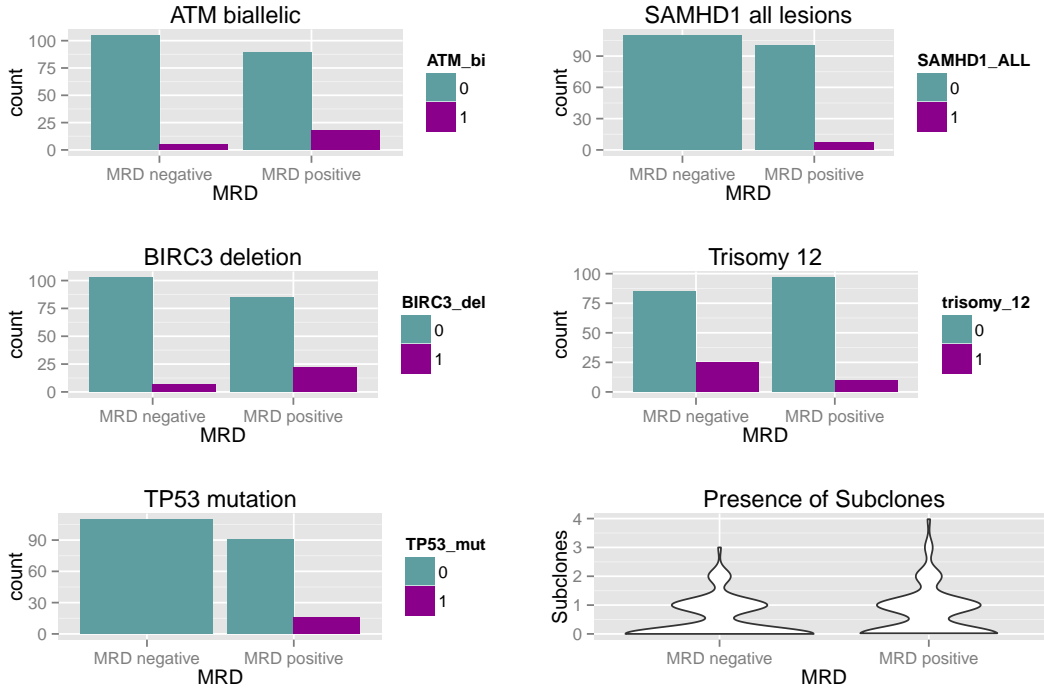 ATM biallelic
100
75
50
25
0
count
MRD negative
MRD positive
MRD
ATM_bi
0
1
SAMHD1 all lesions
90
60
30
0
count
MRD negative
MRD positive
MRD
SAMHD1_ALL
0
1
BIRC3 deletion
100
75
50
25
0
count
MRD negative
MRD positive
MRD
BIRC3_del
0
1
Trisomy 12
100
75
50
25
0
count
MRD negative
MRD positive
MRD
trisomy_12
0
1
TP53 mutation
90
60
30
0
count
MRD negative
MRD positive
MRD
TP53_mut
0
1
Presence of Subclones
4
3
2
1
0
Subclones
MRD negative
MRD positive
MRD